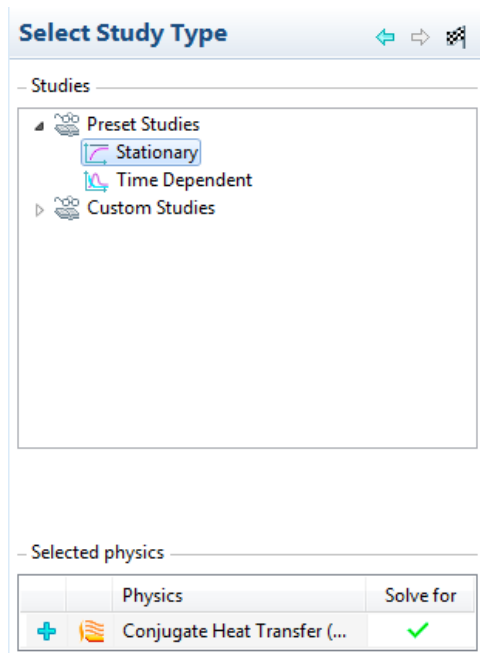 Select Study Type
Studies
Preset Studies
Stationary
Time Dependent
Custom Studies
Selected physics
Physics Solve for
Conjugate Heat Transfer (...